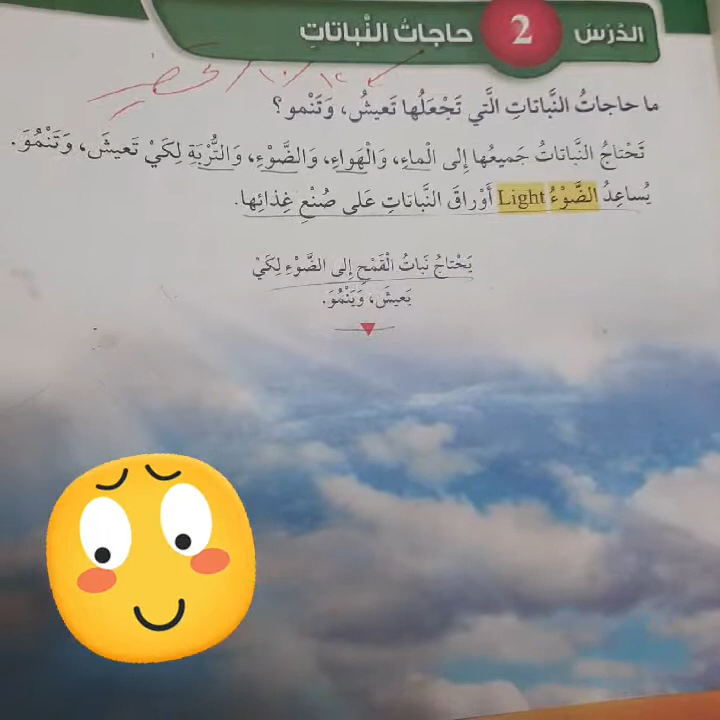 الدَّرْسُ 2 حاجاتُ النَّباتاتِ
ما حاجاتُ النَّباتاتِ الَّتي تَجْعَلُها تَعيشُ، وَتَنْمو؟
تَحْتاجُ النَّباتاتُ جَميعُها إِلى الْماءِ، وَالْهَواءِ، وَالضَّوْءِ، وَالتُّرْبَةِ لِكَيْ تَعيشَ، وَتَنْمُوَ.
يُساعِدُ الضَّوْءُ Light أَوْراقَ النَّباتاتِ عَلى صُنْعِ غِذائِها.
يَحْتاجُ نَباتُ الْقَمْحِ إِلى الضَّوْءِ لِكَيْ
يَعيشَ، وَيَنْمُوَ.